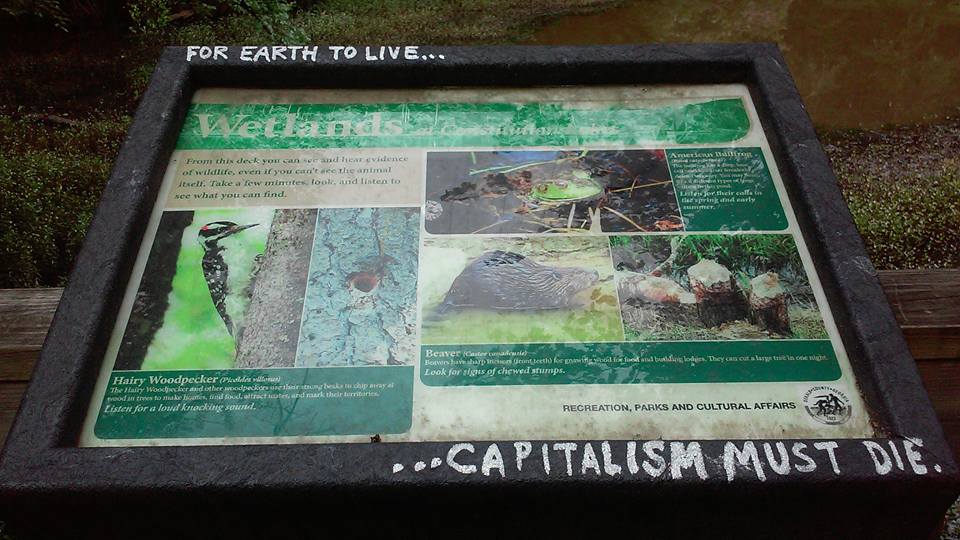 FOR EARTH TO LIVE...
Wetlands at Constitution Lakes
From this deck you can see and hear evidence
of wildlife, even if you can't see the animal
itself. Take a few minutes, look, and listen to
see what you can find.
American Bullfrog
Listen for their calls in
the spring and early
summer.
Hairy Woodpecker (Picoides villosus)
The Hairy Woodpecker and other woodpeckers use their strong beaks to chip away at
wood in trees to make homes, find food, attract mates, and mark their territories.
Listen for a loud knocking sound.
Beaver (Castor canadensis)
Beavers have sharp incisors (front teeth) for gnawing wood for food and building lodges. They can cut a large tree in one night.
Look for signs of chewed stumps.
RECREATION, PARKS AND CULTURAL AFFAIRS
...CAPITALISM MUST DIE.